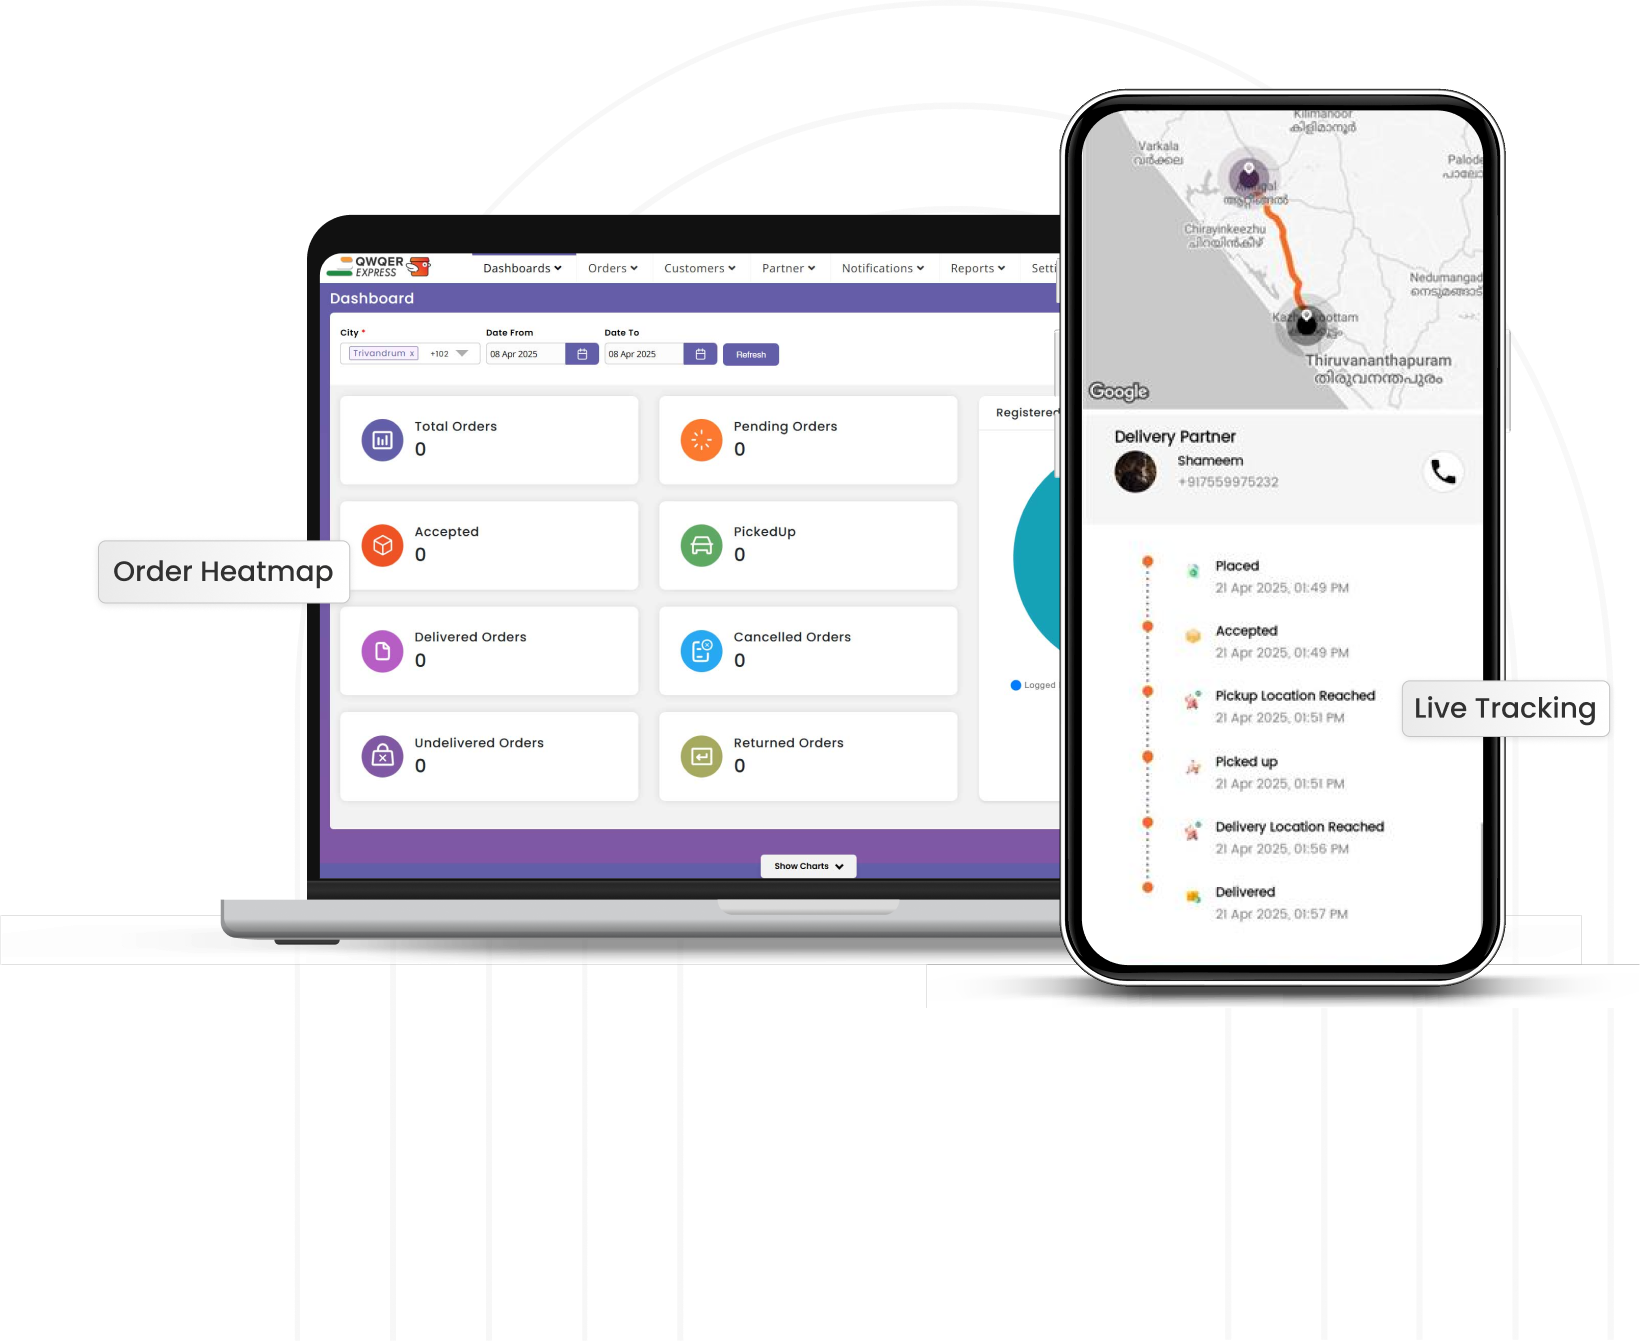 QWQER
EXPRESS
Dashboards
Orders
Customers
Partner
Notifications
Reports
Setti
Dashboard
City *
Date From
Date To
Trivandrum x
+102
08 Apr 2025
08 Apr 2025
Refresh
Total Orders
0
Pending Orders
0
Registered
Accepted
0
PickedUp
0
Order Heatmap
Delivered Orders
0
Cancelled Orders
0
Logged
Undelivered Orders
0
Returned Orders
0
Show Charts
Kilimanoor
കിളിമാനൂർ
Varkala
വർക്കല
Palode
പാലോ
ആറ്റിങ്ങൽ
Chirayinkeezhu
ചിറയിൻകീഴ്
Nedumangad
നെടുമങ്ങാട്
Thiruvananthapuram
തിരുവനന്തപുരം
Google
Delivery Partner
Shameem
+917559975232
Placed
21 Apr 2025, 01:49 PM
Accepted
21 Apr 2025, 01:49 PM
Pickup Location Reached
21 Apr 2025, 01:51 PM
Live Tracking
Picked up
21 Apr 2025, 01:51 PM
Delivery Location Reached
21 Apr 2025, 01:56 PM
Delivered
21 Apr 2025, 01:57 PM